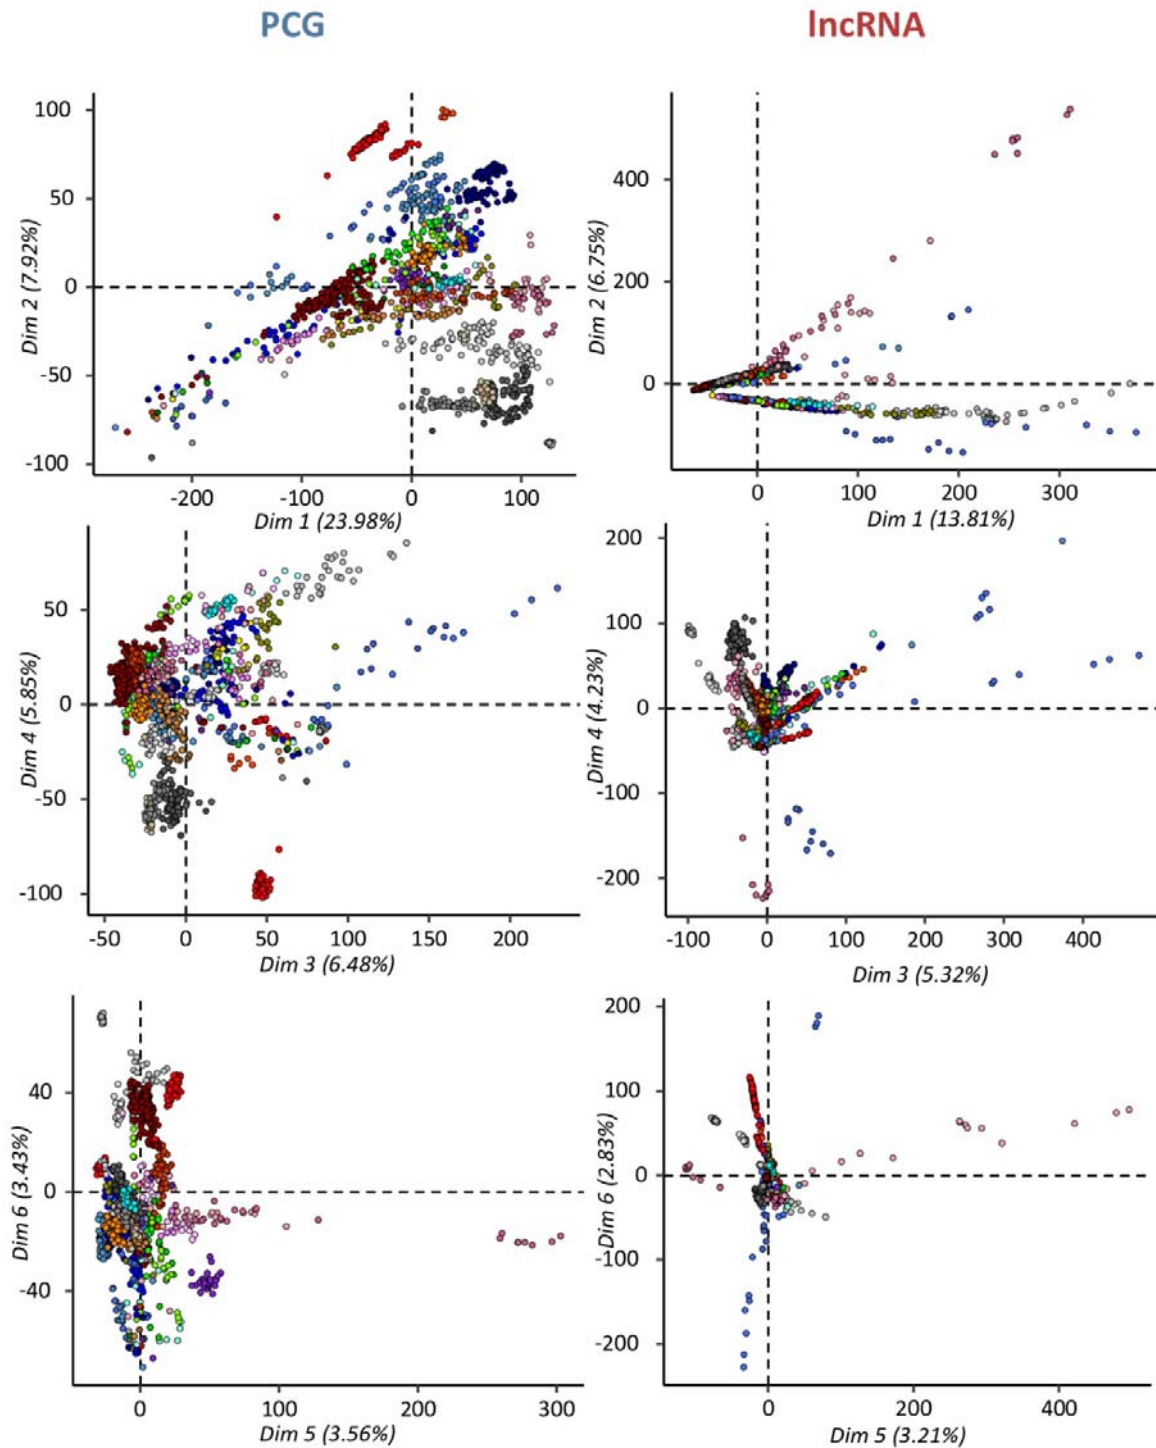 PCG lncRNA
100
50
0
-50
-100
Dim 2 (7.92%)
-200 -100 0 100
Dim 1 (23.98%)
400
200
0
Dim 2 (6.75%)
0 100 200 300
Dim 1 (13.81%)
50
0
-50
-100
Dim 4 (5.85%)
-50 0 50 100 150 200
Dim 3 (6.48%)
200
100
0
-100
-200
Dim 4 (4.23%)
-100 0 100 200 300 400
Dim 3 (5.32%)
40
0
-40
Dim 6 (3.43%)
0 100 200 300
Dim 5 (3.56%)
200
100
0
-100
-200
Dim 6 (2.83%)
0 200 400
Dim 5 (3.21%)